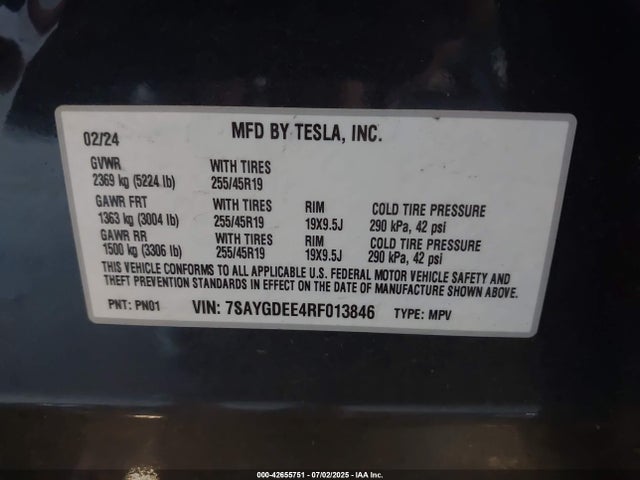 02/24 MFD BY TESLA, INC.
GVWR WITH TIRES
2369 kg (5224 lb) 255/45R19
GAWR FRT WITH TIRES RIM COLD TIRE PRESSURE
1363 kg (3004 lb) 255/45R19 19X9.5J 290 kPa, 42 psi
GAWR RR WITH TIRES RIM COLD TIRE PRESSURE
1500 kg (3306 lb) 255/45R19 19X9.5J 290 kPa, 42 psi
THIS VEHICLE CONFORMS TO ALL APPLICABLE U.S. FEDERAL MOTOR VEHICLE SAFETY AND
THEFT PREVENTION STANDARDS IN EFFECT ON THE DATE OF MANUFACTURE SHOWN ABOVE.
PNT: PN01 VIN: 7SAYGDEE4RF013846 TYPE: MPV
000-42655751 - 07/02/2025 - IAA Inc.